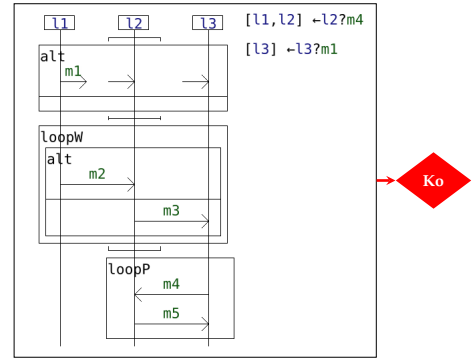 l1 l2 l3 [l1,l2] ←l2?m4
[l3] ←l3?m1
alt
m1
loopW
alt
m2
m3
loopP
m4
m5
Ko